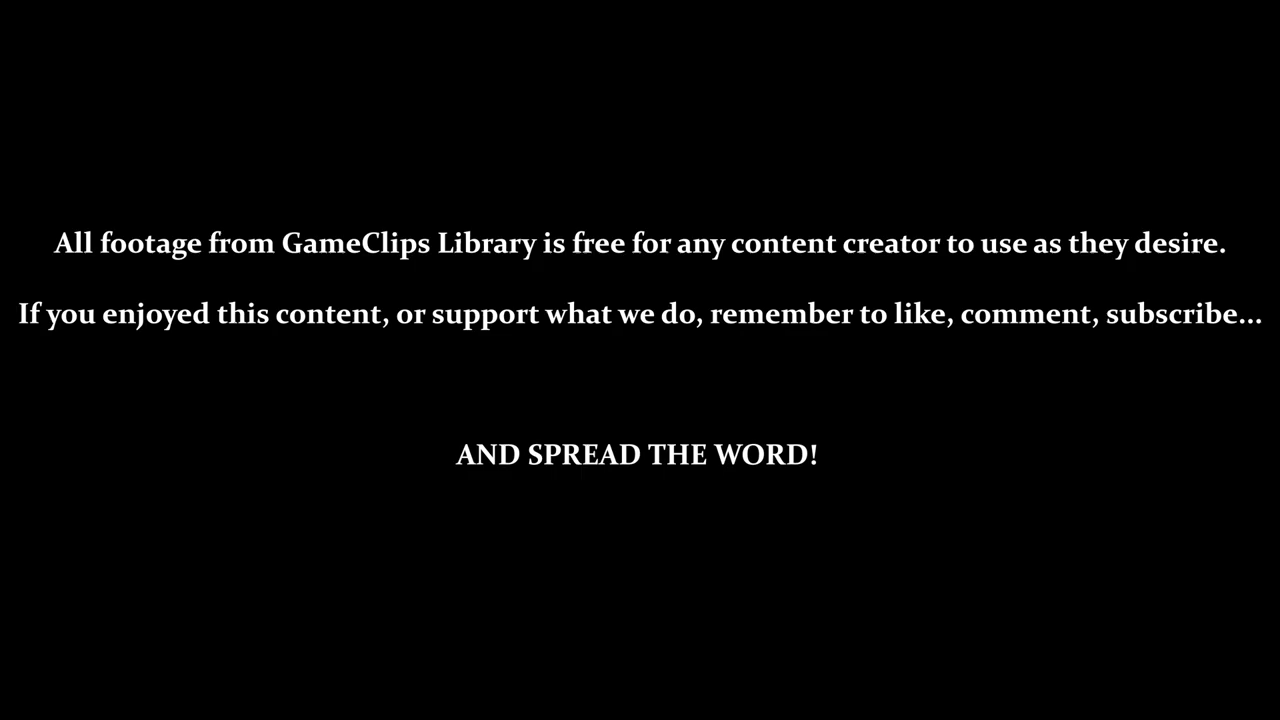 All footage from GameClips Library is free for any content creator to use as they desire.
If you enjoyed this content, or support what we do, remember to like, comment, subscribe...
AND SPREAD THE WORD!